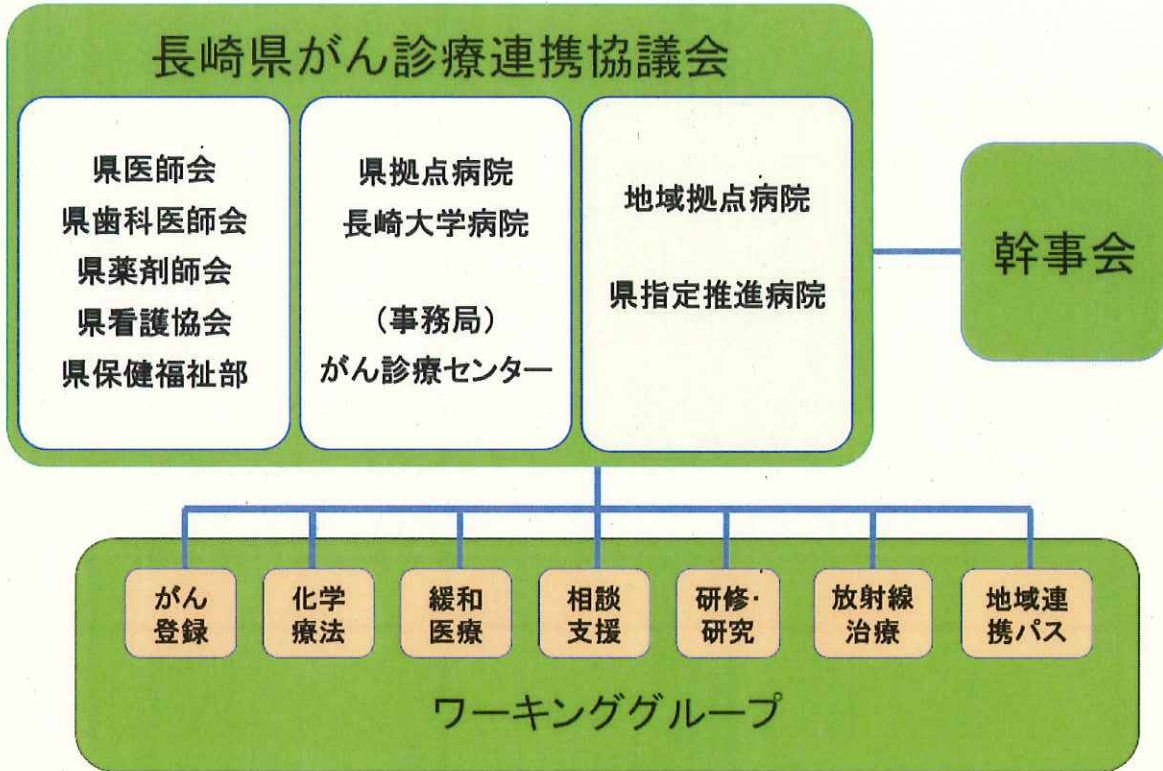 長崎県がん診療連携協議会
県医師会
県歯科医師会
県薬剤師会
県看護協会
県保健福祉部
県拠点病院
長崎大学病院
(事務局)
がん診療センター
地域拠点病院
県指定推進病院
幹事会
がん
登録
化学
療法
緩和
医療
相談
支援
研修・
研究
放射線
治療
地域連
携パス
ワーキンググループ